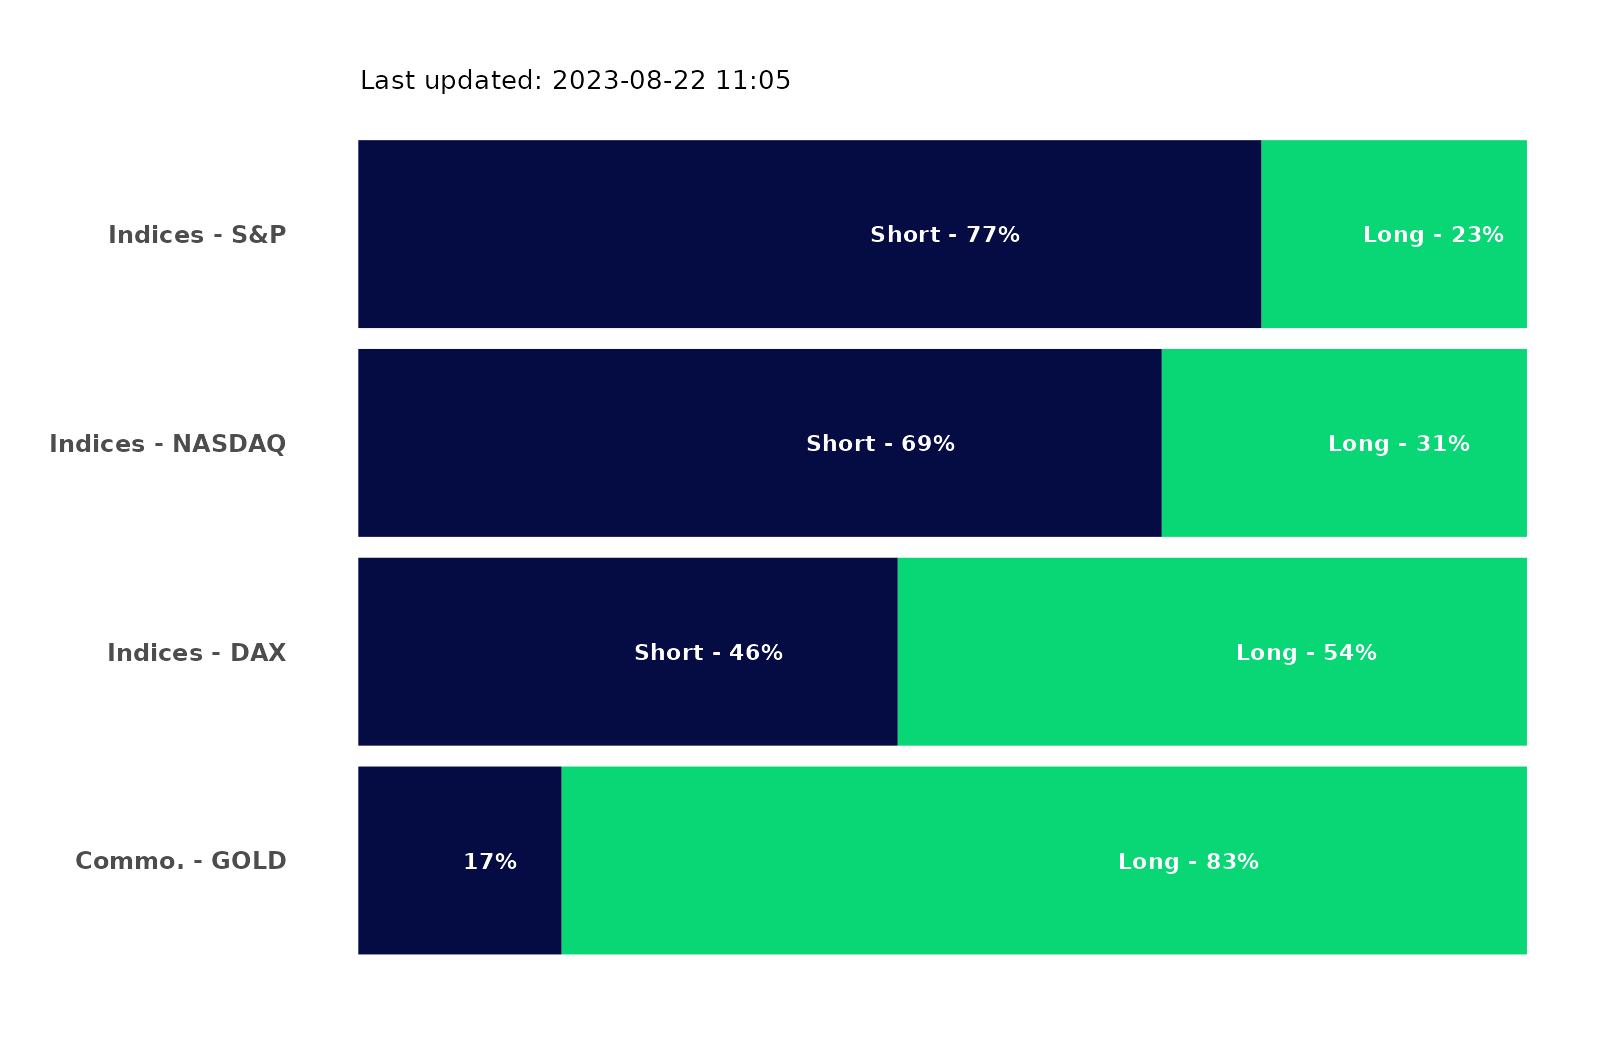 Last updated: 2023-08-22 11:05
Indices - S&P Short - 77% Long - 23%
Indices - NASDAQ Short - 69% Long - 31%
Indices - DAX Short - 46% Long - 54%
Commo. - GOLD 17% Long - 83%